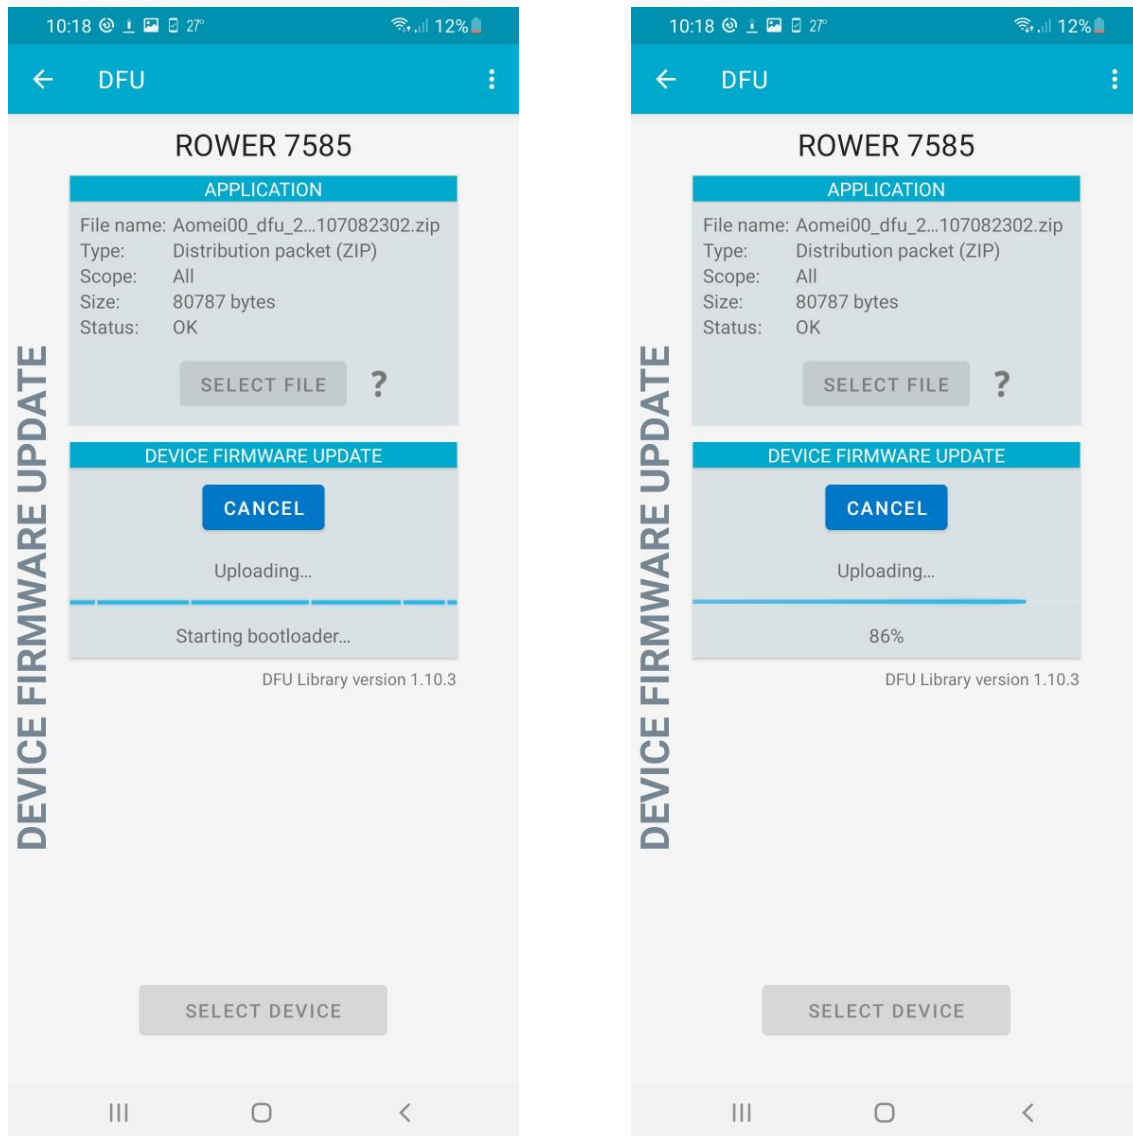 10:18 27° 12%
DFU
ROWER 7585
APPLICATION
File name: Aomei00_dfu_2...107082302.zip
Type: Distribution packet (ZIP)
Scope: All
Size: 80787 bytes
Status: OK
SELECT FILE ?
DEVICE FIRMWARE UPDATE
CANCEL
Uploading...
Starting bootloader...
DFU Library version 1.10.3
DEVICE FIRMWARE UPDATE
SELECT DEVICE
10:18 27° 12%
DFU
ROWER 7585
APPLICATION
File name: Aomei00_dfu_2...107082302.zip
Type: Distribution packet (ZIP)
Scope: All
Size: 80787 bytes
Status: OK
SELECT FILE ?
DEVICE FIRMWARE UPDATE
CANCEL
Uploading...
86%
DFU Library version 1.10.3
DEVICE FIRMWARE UPDATE
SELECT DEVICE